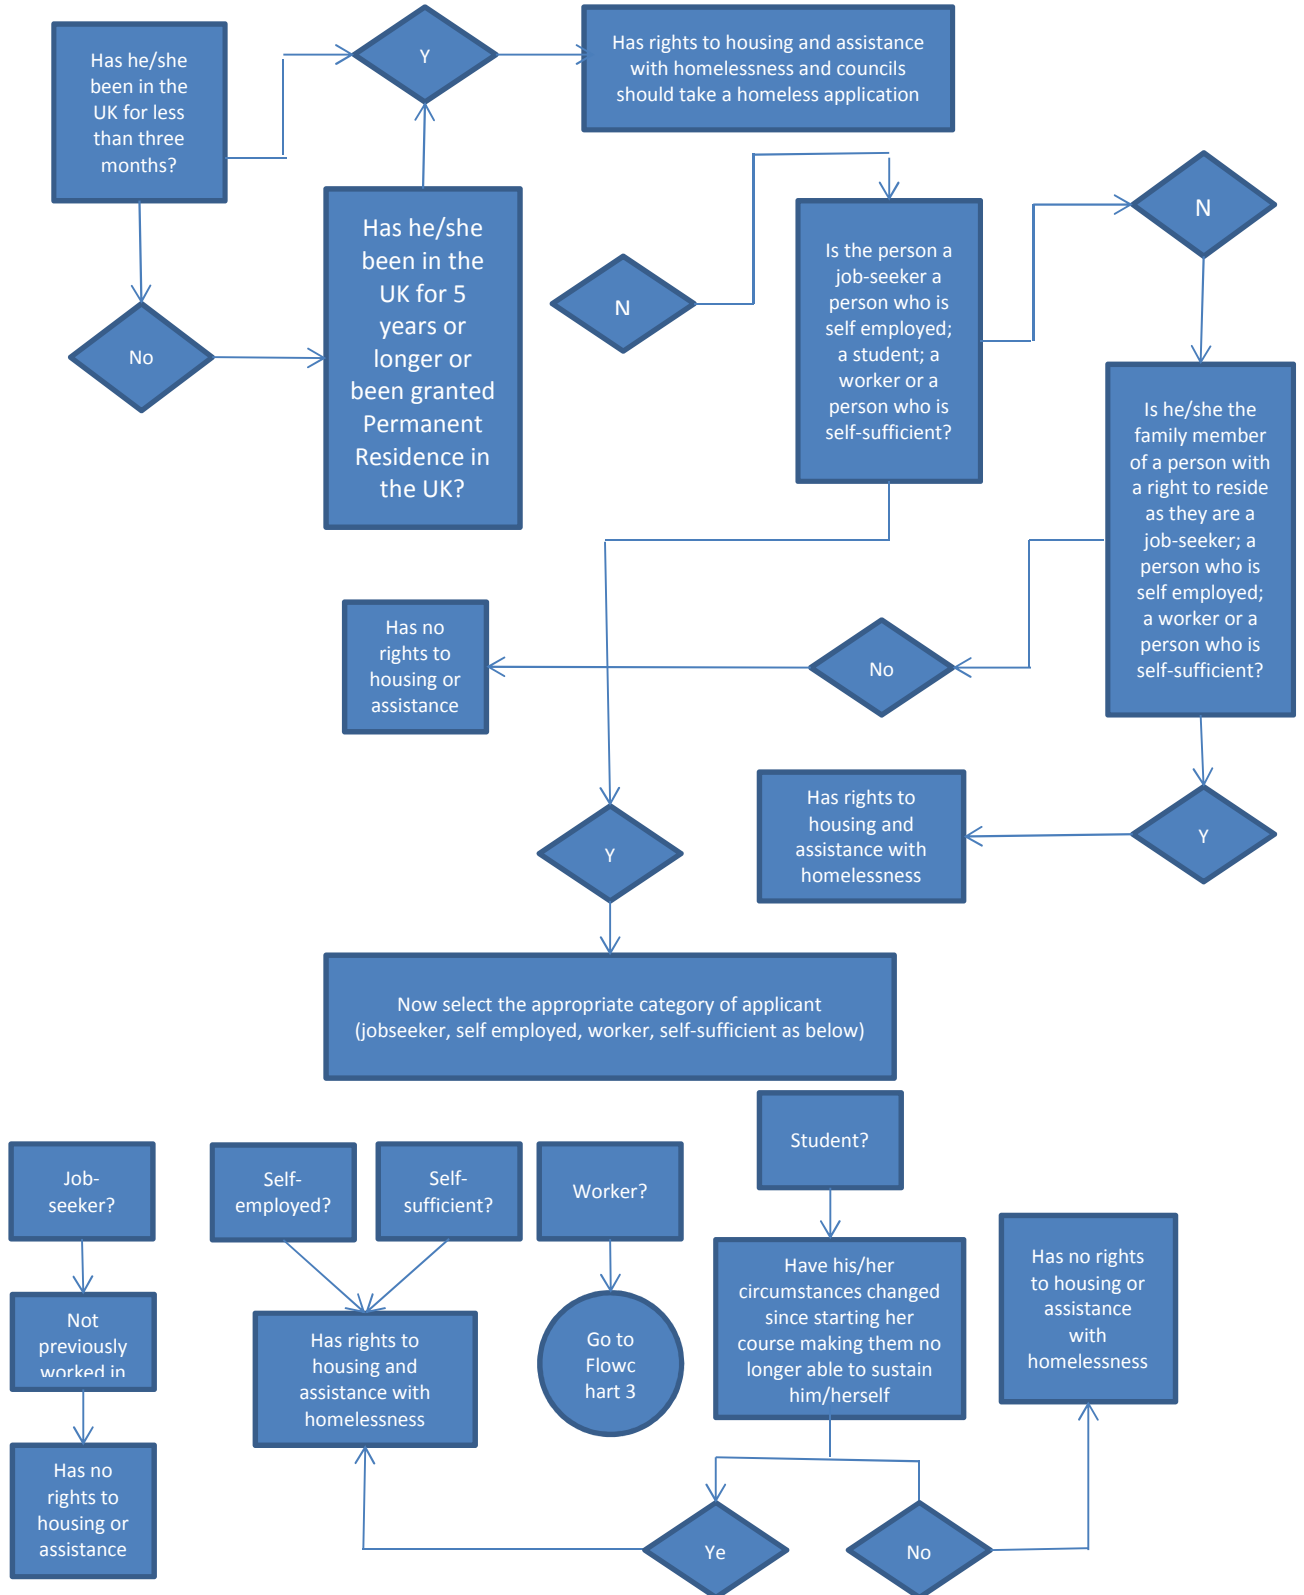 Has he/she
been in the
UK for less
than three
months?
Y
Has rights to housing and assistance
with homelessness and councils
should take a homeless application
No
Has he/she
been in the
UK for 5
years or
longer or
been granted
Permanent
Residence in
the UK?
N
Is the person a
job-seeker a
person who is
self employed;
a student; a
worker or a
person who is
self-sufficient?
N
Is he/she the
family member
of a person with
a right to reside
as they are a
job-seeker; a
person who is
self employed;
a worker or a
person who is
self-sufficient?
Has no
rights to
housing or
assistance
No
Has rights to
housing and
assistance with
homelessness
Y
Y
Now select the appropriate category of applicant
(jobseeker, self employed, worker, self-sufficient as below)
Job-
seeker?
Self-
employed?
Self-
sufficient?
Worker?
Student?
Not
previously
worked in
Has rights to
housing and
assistance with
homelessness
Go to
Flowc
hart 3
Have his/her
circumstances changed
since starting her
course making them no
longer able to sustain
him/herself
Has no rights
to housing or
assistance
with
homelessness
Has no
rights to
housing or
assistance
Ye
No